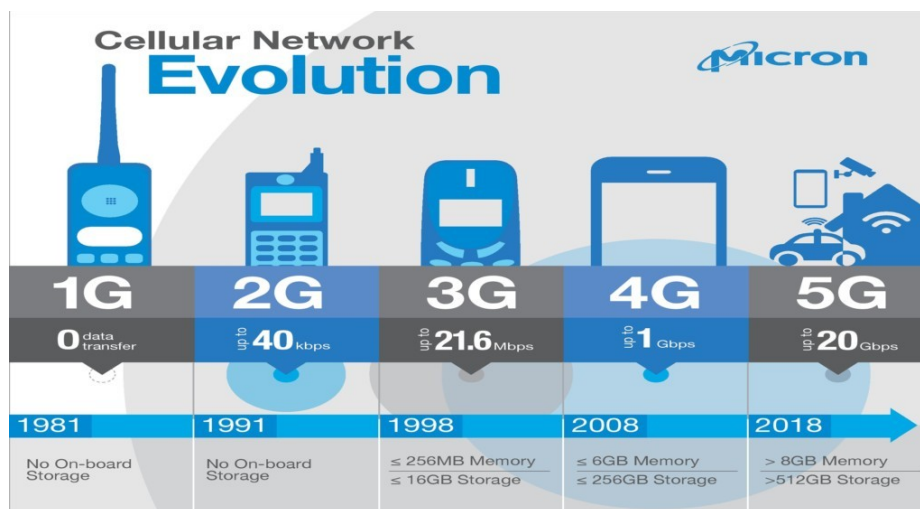 Cellular Network
Evolution
Micron
1G
2G
3G
4G
5G
0 data transfer
up to 40 kbps
up to 21.6 Mbps
up to 1 Gbps
up to 20 Gbps
1981
1991
1998
2008
2018
No On-board
Storage
No On-board
Storage
≤ 256MB Memory
≤ 16GB Storage
≤ 6GB Memory
≤ 256GB Storage
> 8GB Memory
>512GB Storage